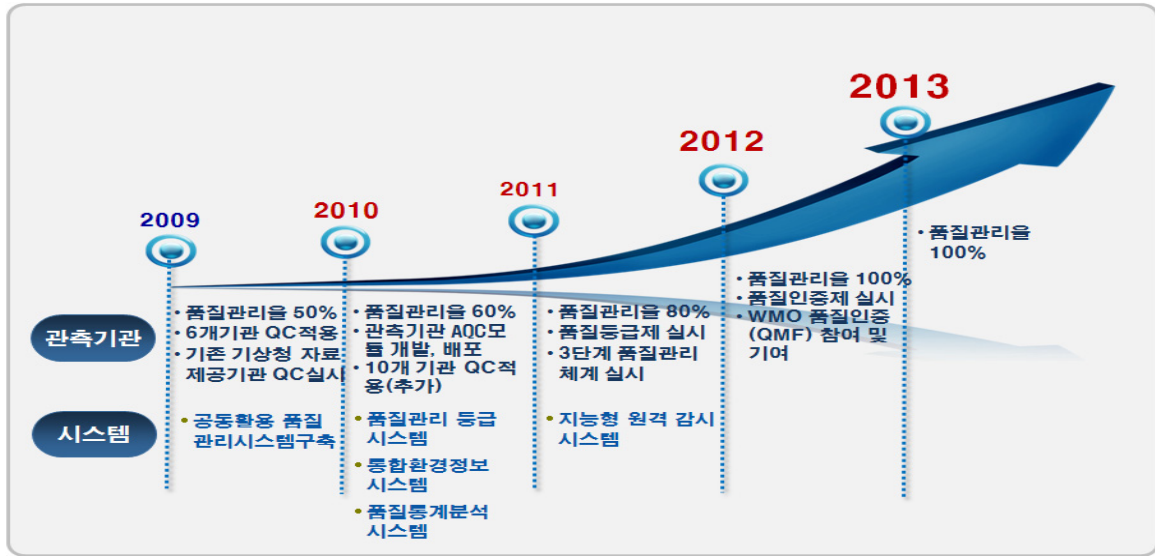 2009
2010
2011
2012
2013
관측기관
• 품질관리율 50%
• 6개기관 QC적용
• 기존 기상청 자료
제공기관 QC실시
• 품질관리율 60%
• 관측기관 AQC모
듈 개발, 배포
• 10개 기관 QC적
용(추가)
• 품질관리율 80%
• 품질등급제 실시
• 3단계 품질관리
체계 실시
• 품질관리율 100%
• 품질인증제 실시
• WMO 품질인증
(QMF) 참여 및
기여
• 품질관리율
100%
시스템
• 공동활용 품질
관리시스템구축
• 품질관리 등급
시스템
• 통합환경정보
시스템
• 품질통계분석
시스템
• 지능형 원격 감시
시스템